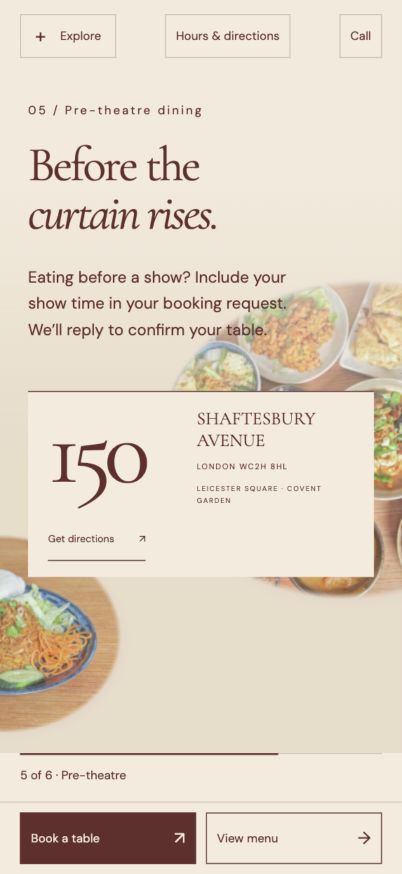 + Explore
Hours & directions
Call
05 / Pre-theatre dining
Before the
curtain rises.
Eating before a show? Include your
show time in your booking request.
We'll reply to confirm your table.
150
Get directions ↗
SHAFTESBURY
AVENUE
LONDON WC2H 8HL
LEICESTER SQUARE · COVENT
GARDEN
5 of 6 · Pre-theatre
Book a table ↗
View menu →